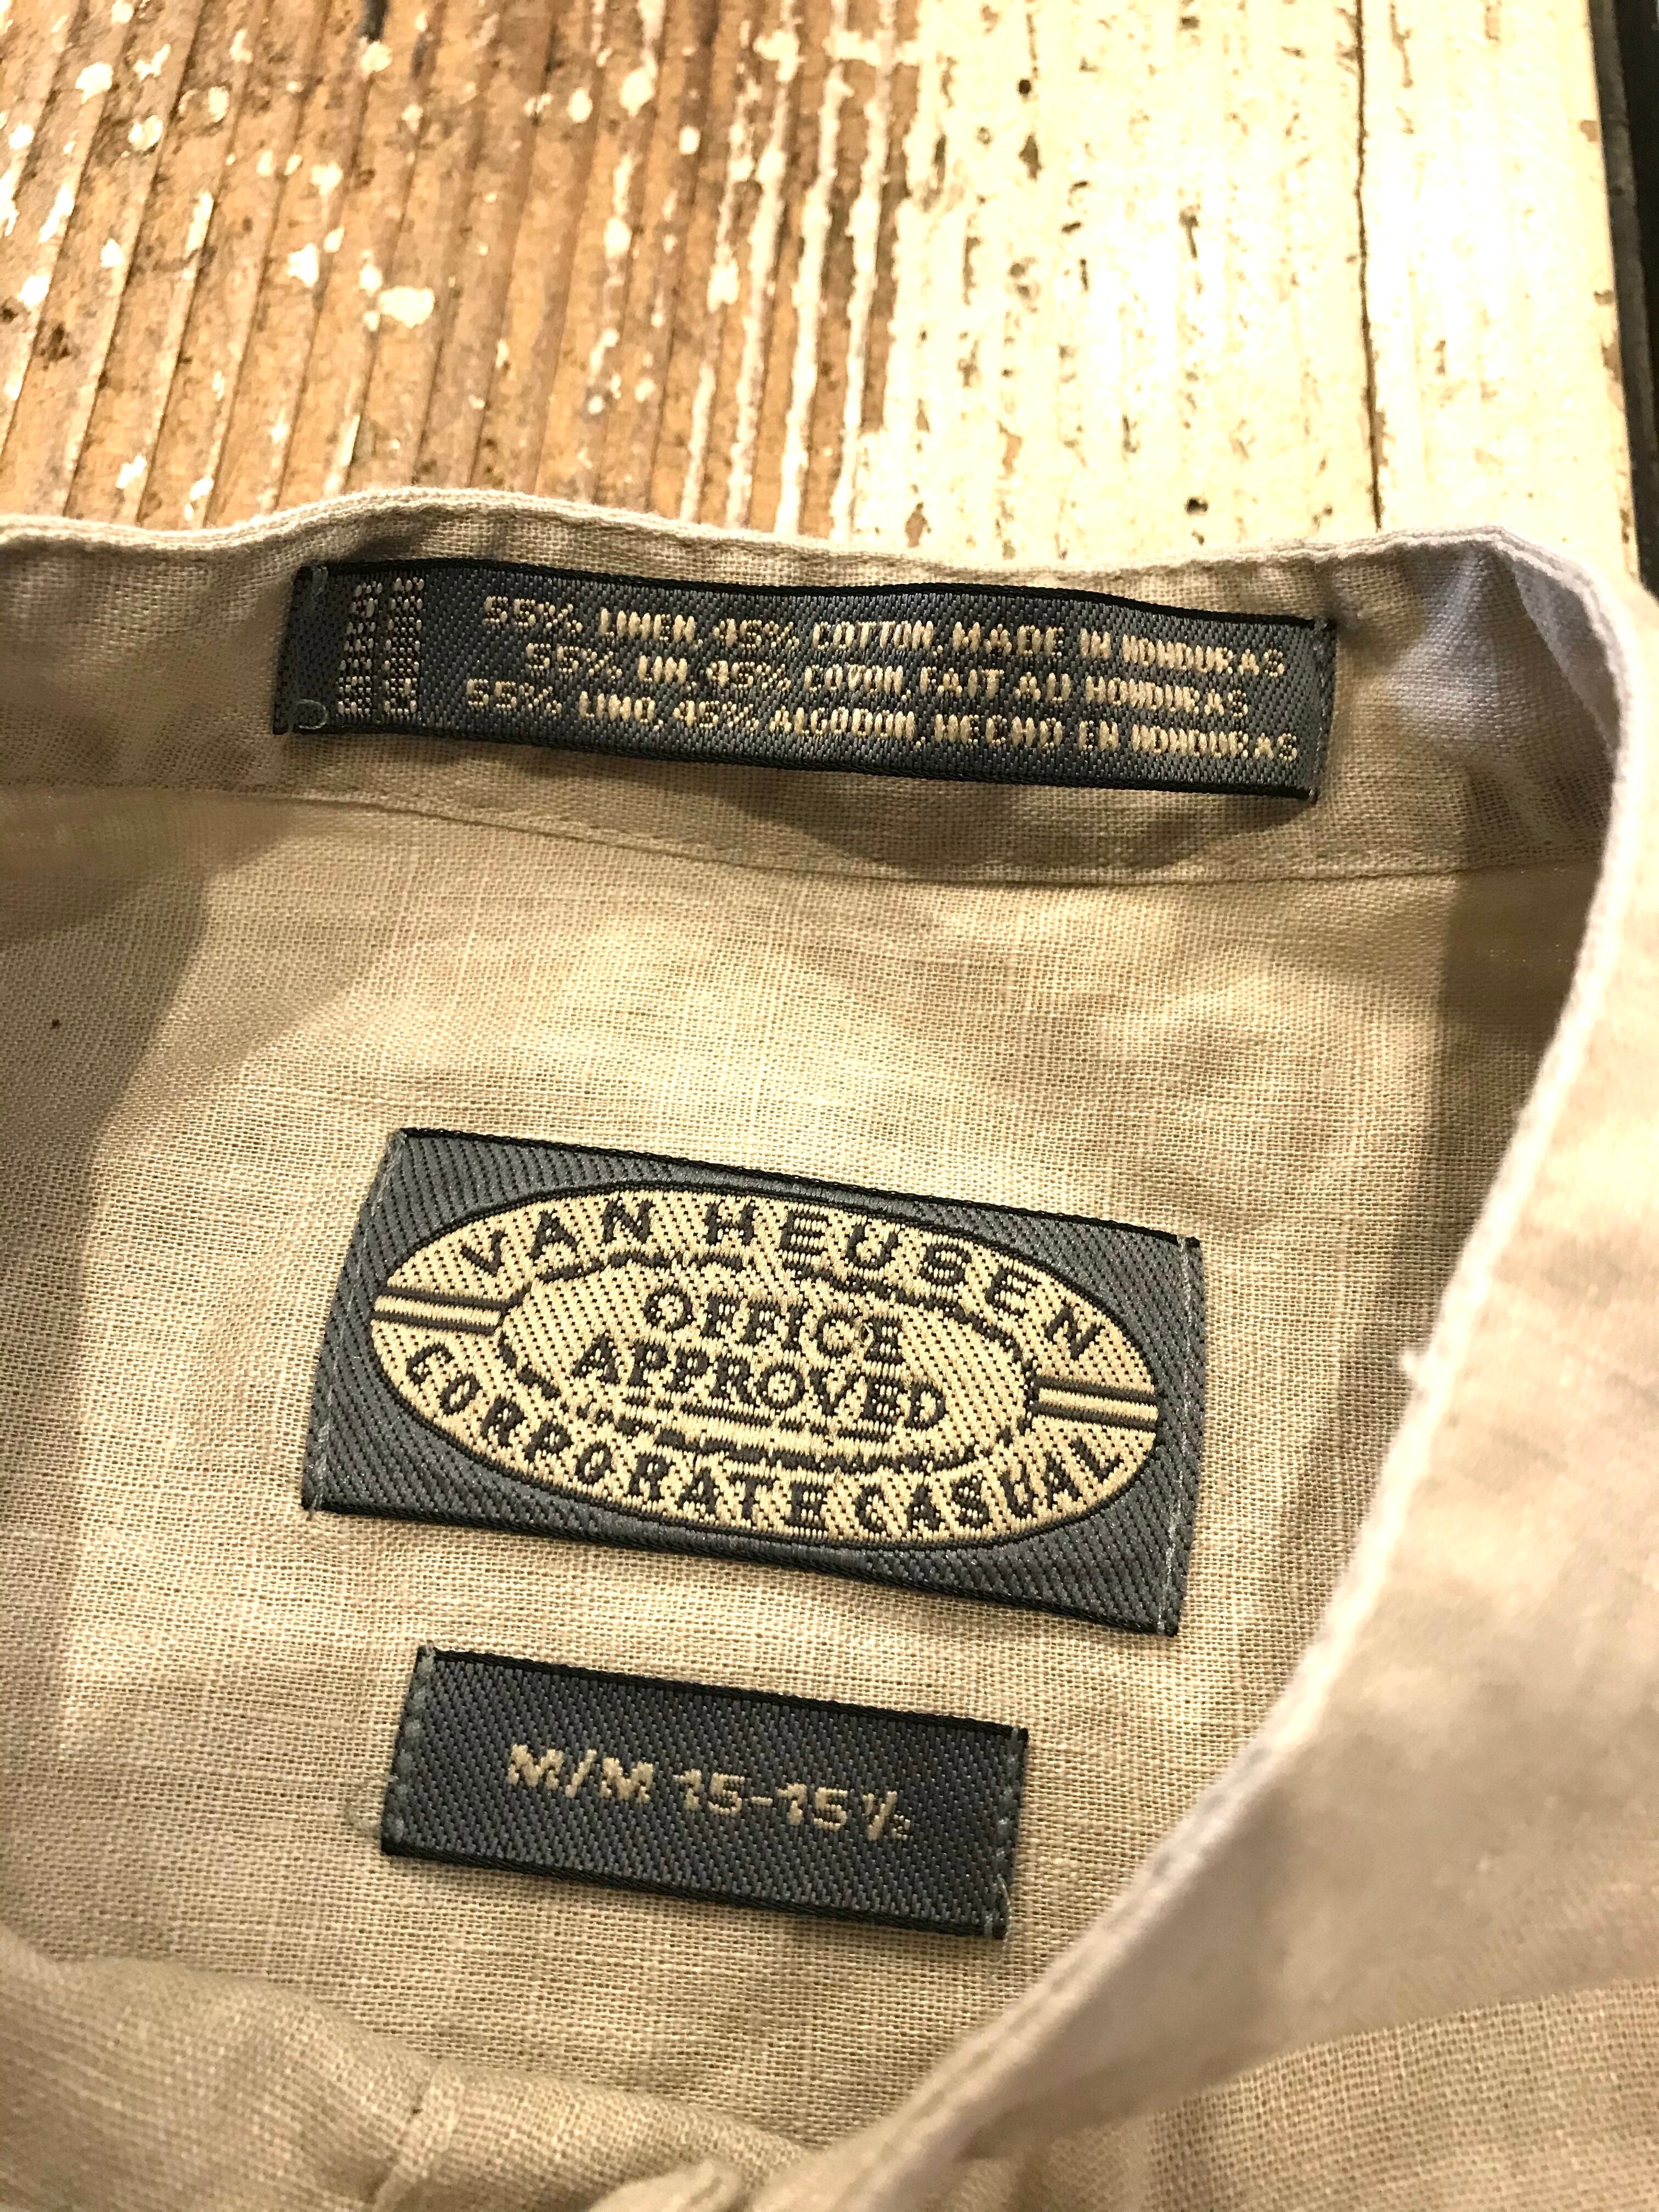 55% LINEN, 45% COTTON, MADE IN HONDURAS
55% LIN, 45% COTON, FAIT AU HONDURAS
55% LINO, 45% ALGODON, HECHO EN HONDURAS
VAN HEUSEN
OFFICE
APPROVED
CORPORATE CASUAL
M/M 15-15½